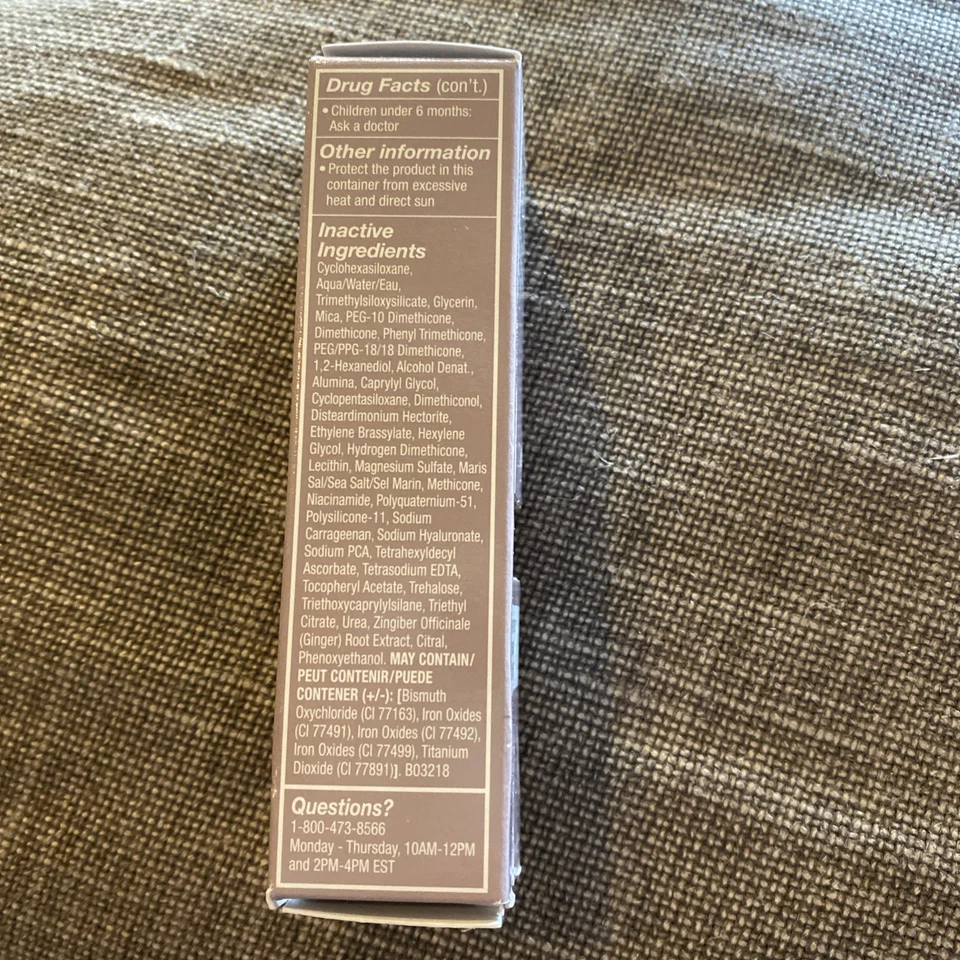 Drug Facts (con't.)
• Children under 6 months:
Ask a doctor
Other information
• Protect the product in this
container from excessive
heat and direct sun
Inactive
Ingredients
Cyclohexasiloxane,
Aqua/Water/Eau,
Trimethylsiloxysilicate, Glycerin,
Mica, PEG-10 Dimethicone,
Dimethicone, Phenyl Trimethicone,
PEG/PPG-18/18 Dimethicone,
1,2-Hexanediol, Alcohol Denat.,
Alumina, Caprylyl Glycol,
Cyclopentasiloxane, Dimethiconol,
Disteardimonium Hectorite,
Ethylene Brassylate, Hexylene
Glycol, Hydrogen Dimethicone,
Lecithin, Magnesium Sulfate, Maris
Sal/Sea Salt/Sel Marin, Methicone,
Niacinamide, Polyquaternium-51,
Polysilicone-11, Sodium
Carrageenan, Sodium Hyaluronate,
Sodium PCA, Tetrahexyldecyl
Ascorbate, Tetrasodium EDTA,
Tocopheryl Acetate, Trehalose,
Triethoxycaprylylsilane, Triethyl
Citrate, Urea, Zingiber Officinale
(Ginger) Root Extract, Citral,
Phenoxyethanol. MAY CONTAIN/
PEUT CONTENIR/PUEDE
CONTENER (+/-): [Bismuth
Oxychloride (CI 77163), Iron Oxides
(CI 77491), Iron Oxides (CI 77492),
Iron Oxides (CI 77499), Titanium
Dioxide (CI 77891)]. B03218
Questions?
1-800-473-8566
Monday - Thursday, 10AM-12PM
and 2PM-4PM EST